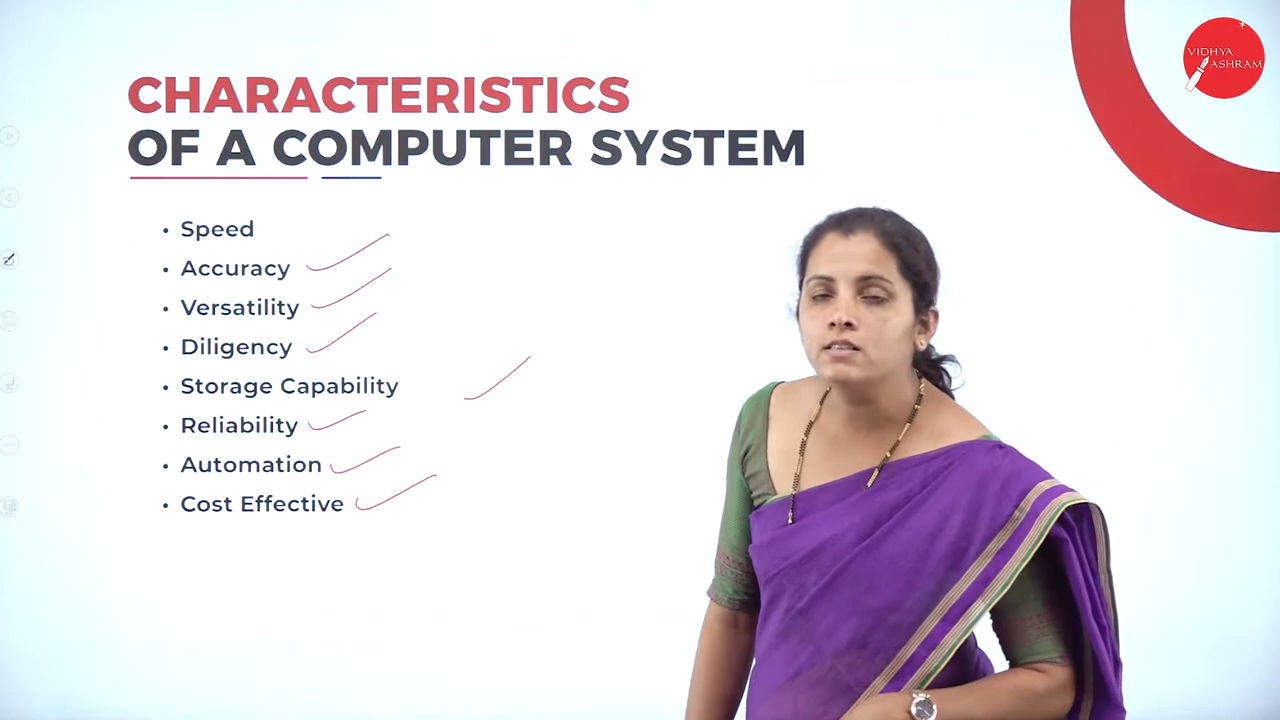 VIDHYA
ASHRAM
CHARACTERISTICS
OF A COMPUTER SYSTEM
• Speed
• Accuracy
• Versatility
• Diligency
• Storage Capability
• Reliability
• Automation
• Cost Effective